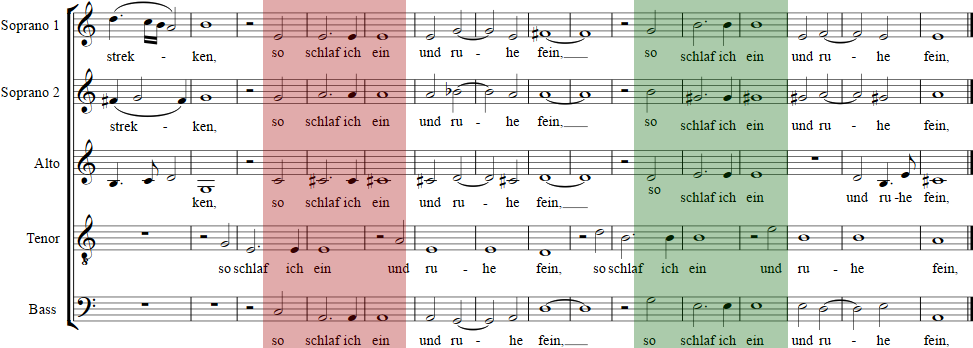 Soprano 1
strek - ken, so schlaf ich ein und ru - he fein,___ so schlaf ich ein und ru - he fein,
Soprano 2
strek - ken, so schlaf ich ein und ru - he fein,___ so schlaf ich ein und ru - he fein,
Alto
ken, so schlaf ich ein und ru - he fein,___ so schlaf ich ein und ru - he fein,
Tenor
8
so schlaf ich ein und ru - he fein, so schlaf ich ein und ru - he fein,
Bass
so schlaf ich ein und ru - he fein,___ so schlaf ich ein und ru - he fein,